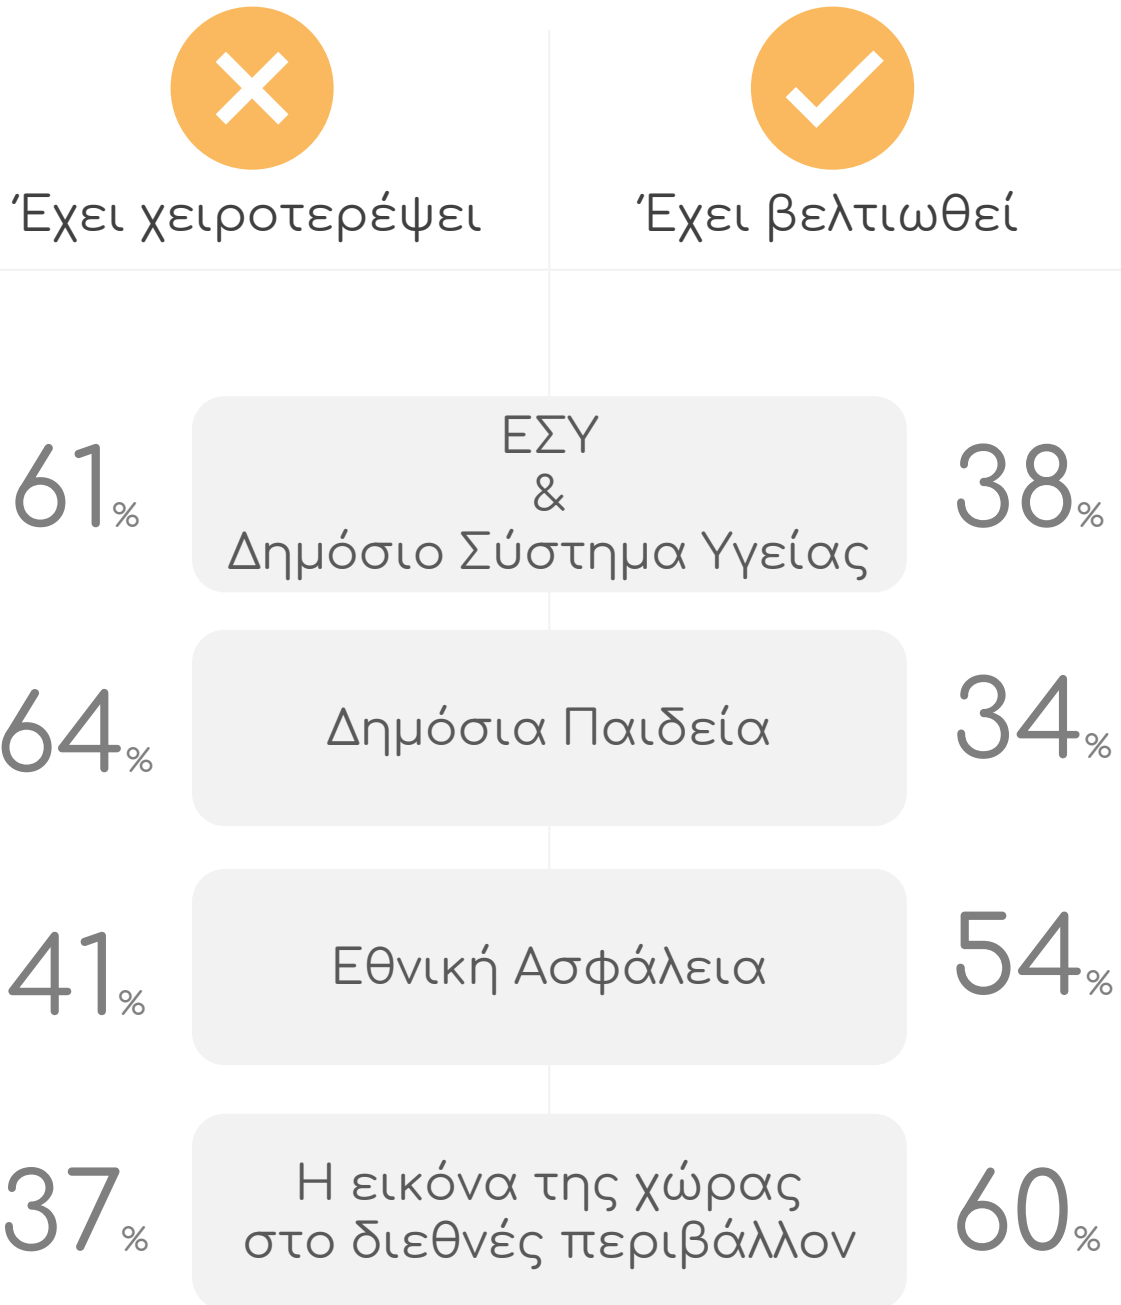 Έχει χειροτερέψει
Έχει βελτιωθεί
61%
ΕΣΥ
&
Δημόσιο Σύστημα Υγείας
38%
64%
Δημόσια Παιδεία
34%
41%
Εθνική Ασφάλεια
54%
37%
Η εικόνα της χώρας
στο διεθνές περιβάλλον
60%